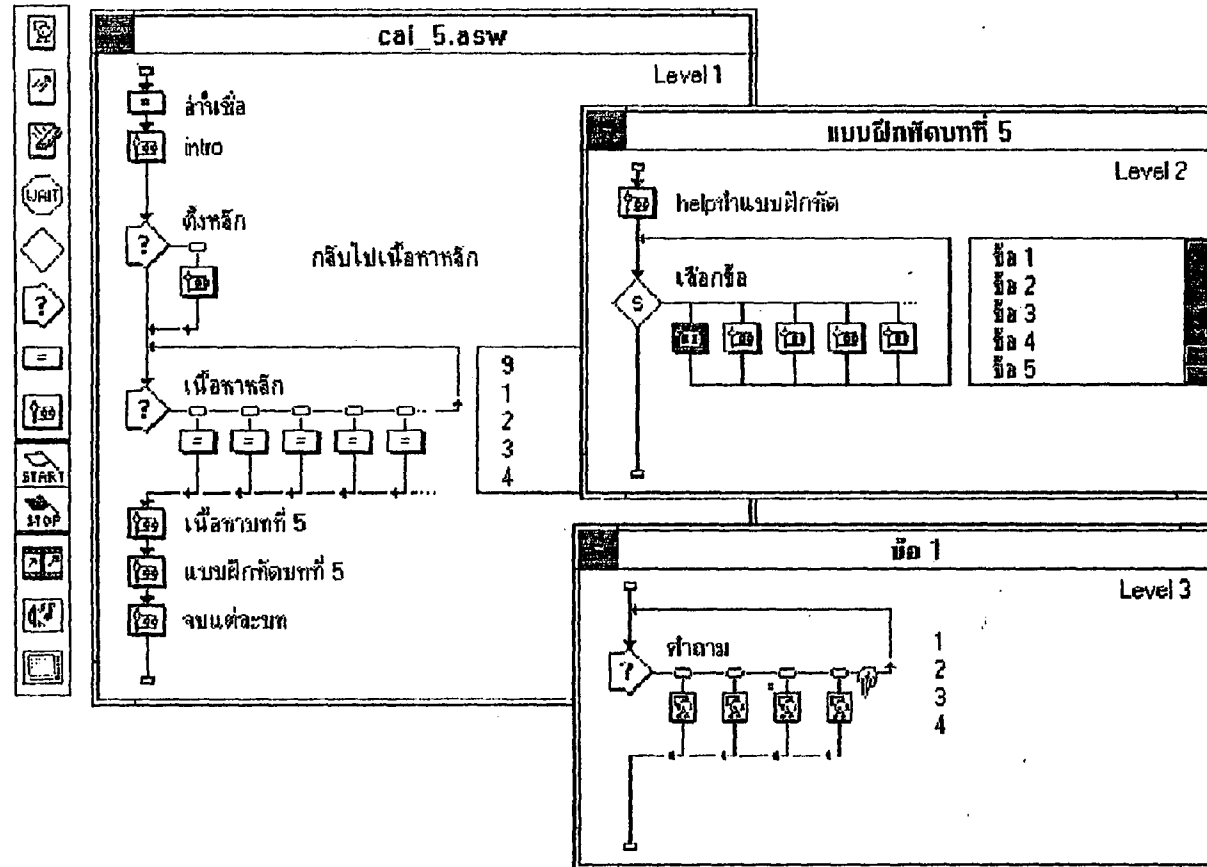 WAIT
?
=
START
STOP
cai_5.asw
Level 1
=
อ่านชื่อ
intro
ดึงหลัก
?
กลับไปเนื้อหาหลัก
เนื้อหาหลัก
?
= = = = =
9
1
2
3
4
เนื้อหาบทที่ 5
แบบฝึกหัดบทที่ 5
จบแต่ละบท
แบบฝึกหัดบทที่ 5
Level 2
helpทำแบบฝึกหัด
เลือกข้อ
S
ข้อ 1
ข้อ 2
ข้อ 3
ข้อ 4
ข้อ 5
ข้อ 1
Level 3
คำถาม
?
1
2
3
4